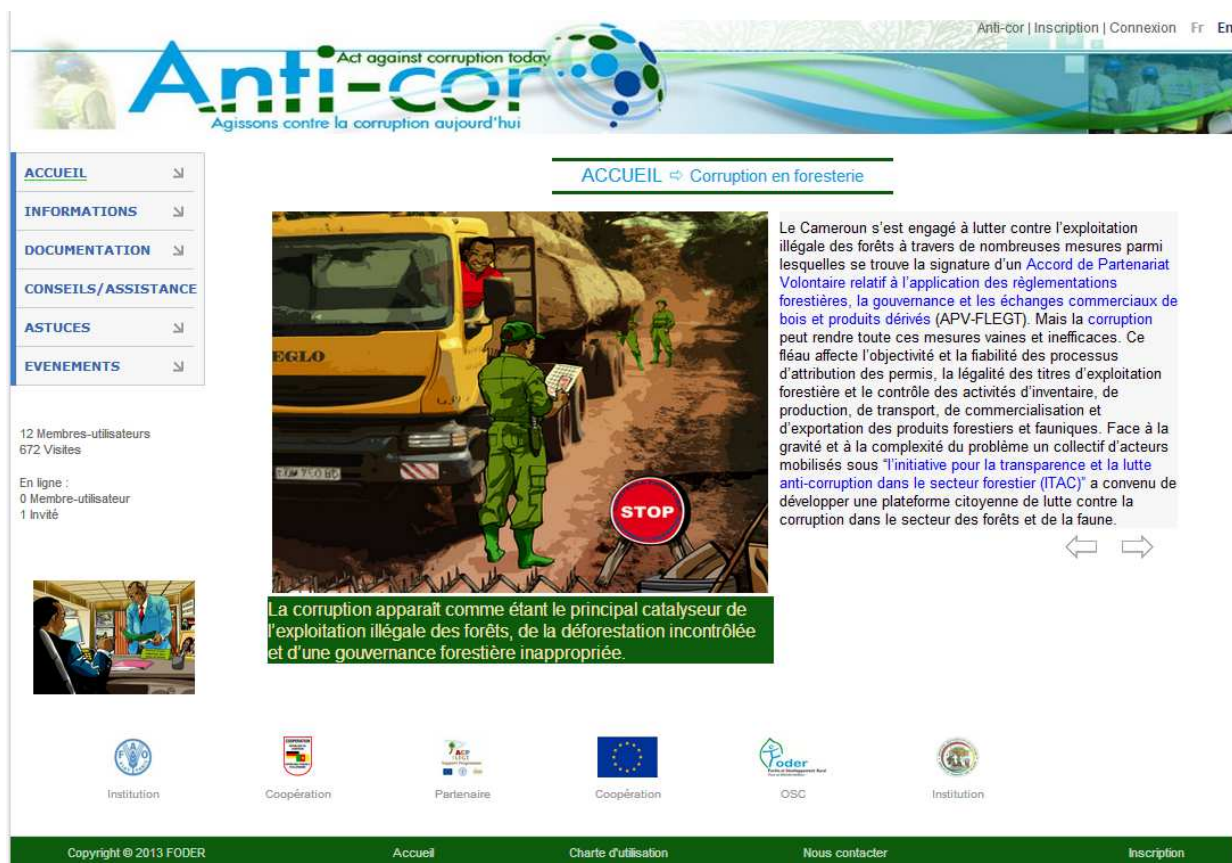 Anti-cor | Inscription | Connexion Fr En
Act against corruption today
Anti-cor
Agissons contre la corruption aujourd'hui
ACCUEIL
INFORMATIONS
DOCUMENTATION
CONSEILS/ASSISTANCE
ASTUCES
EVENEMENTS
12 Membres-utilisateurs
672 Visites
En ligne :
0 Membre-utilisateur
1 Invité
ACCUEIL ⇨ Corruption en foresterie
EGLO
STOP
La corruption apparaît comme étant le principal catalyseur de
l'exploitation illégale des forêts, de la déforestation incontrôlée
et d'une gouvernance forestière inappropriée.
Le Cameroun s'est engagé à lutter contre l'exploitation
illégale des forêts à travers de nombreuses mesures parmi
lesquelles se trouve la signature d'un Accord de Partenariat
Volontaire relatif à l'application des règlementations
forestières, la gouvernance et les échanges commerciaux de
bois et produits dérivés (APV-FLEGT). Mais la corruption
peut rendre toute ces mesures vaines et inefficaces. Ce
fléau affecte l'objectivité et la fiabilité des processus
d'attribution des permis, la légalité des titres d'exploitation
forestière et le contrôle des activités d'inventaire, de
production, de transport, de commercialisation et
d'exportation des produits forestiers et fauniques. Face à la
gravité et à la complexité du problème un collectif d'acteurs
mobilisés sous "l'initiative pour la transparence et la lutte
anti-corruption dans le secteur forestier (ITAC)" a convenu de
développer une plateforme citoyenne de lutte contre la
corruption dans le secteur des forêts et de la faune.
FAO
ACP
FLEGT
Support Programme
Foder
Institution
Coopération
Partenaire
Coopération
OSC
Institution
Copyright © 2013 FODER
Accueil
Charte d'utilisation
Nous contacter
Inscription